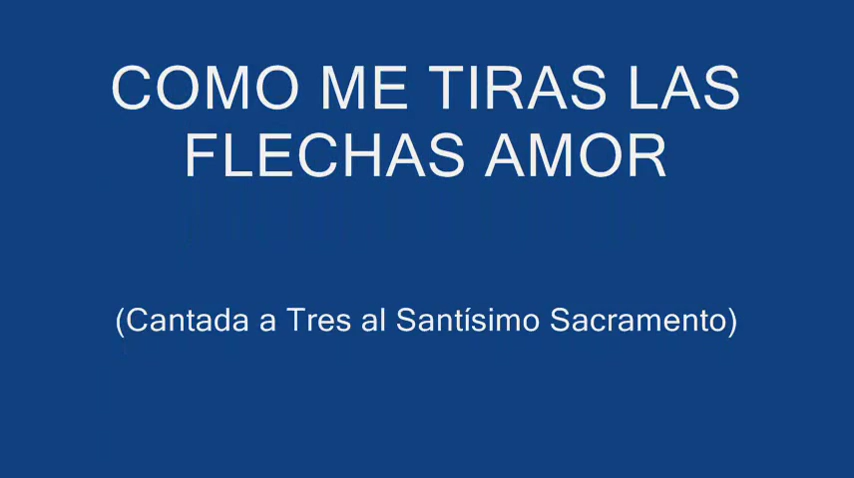 COMO ME TIRAS LAS
FLECHAS AMOR
(Cantada a Tres al Santísimo Sacramento)